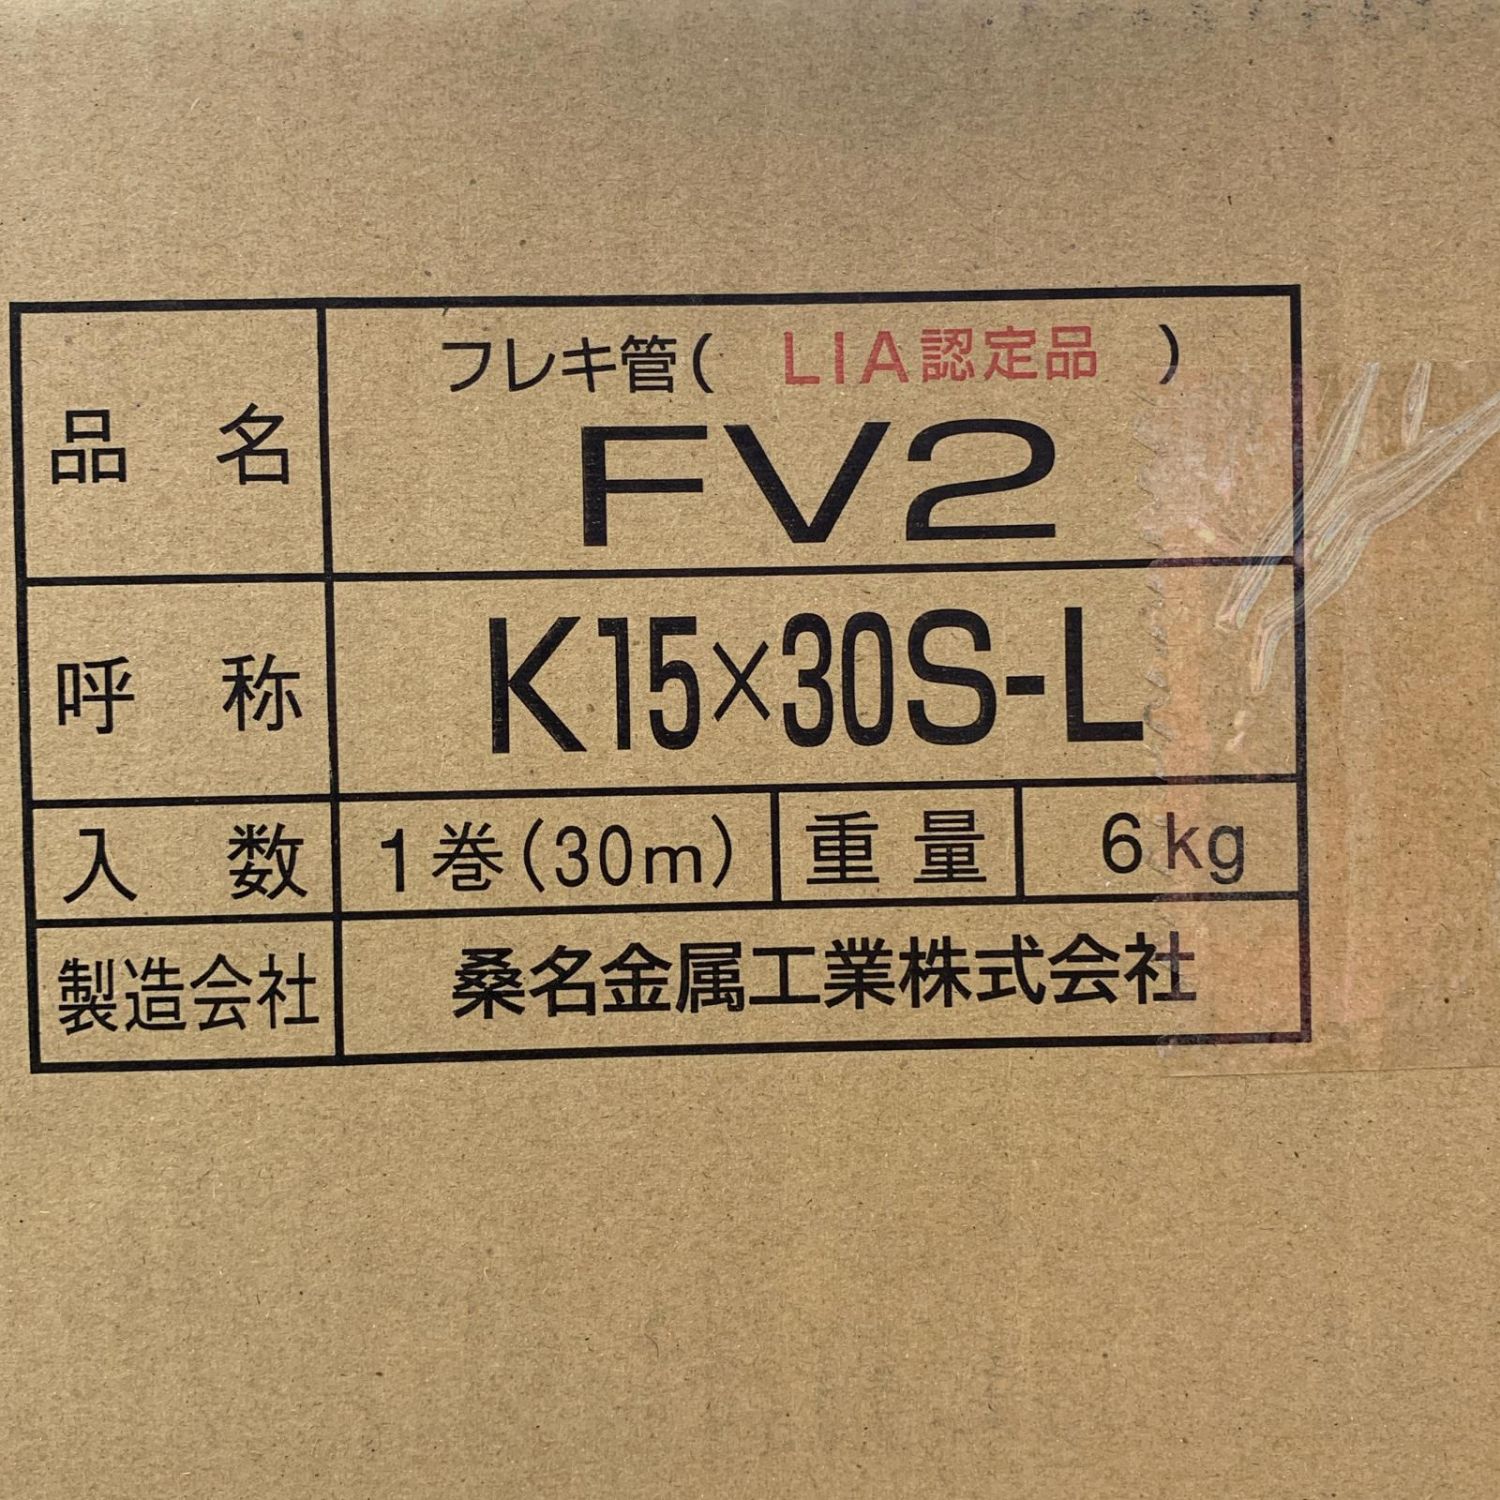 品名
フレキ管( LIA認定品 )
FV2
呼称
K15×30S-L
入数
1巻(30m)
重量
6kg
製造会社
桑名金属工業株式会社